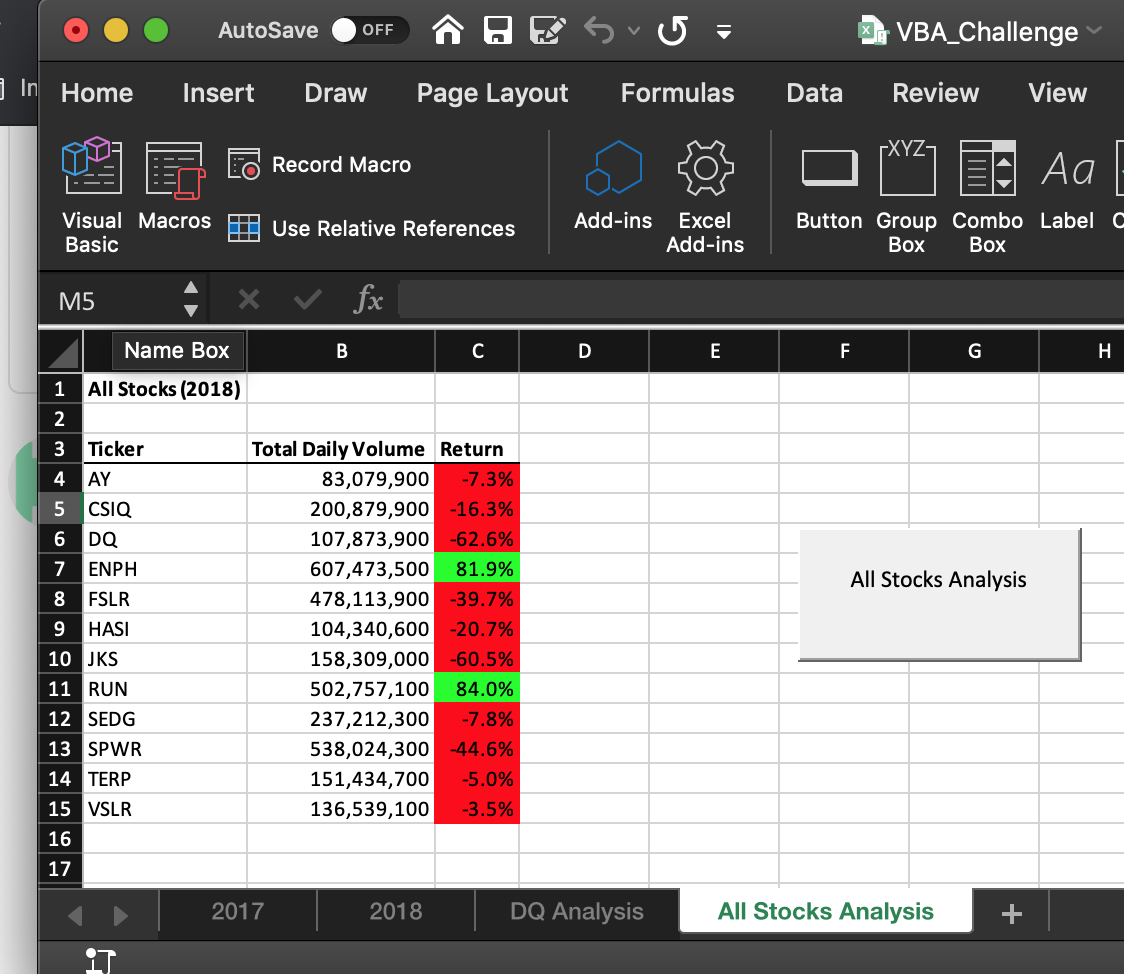 AutoSave OFF VBA_Challenge
Home Insert Draw Page Layout Formulas Data Review View
Visual Basic
Macros
Record Macro
Use Relative References
Add-ins
Excel Add-ins
Button
Group Box
XYZ
Combo Box
Aa
Label
M5 fx
Name Box B C D E F G H
1 All Stocks (2018)
2
3 Ticker Total Daily Volume Return
4 AY 83,079,900 -7.3%
5 CSIQ 200,879,900 -16.3%
6 DQ 107,873,900 -62.6%
7 ENPH 607,473,500 81.9%
8 FSLR 478,113,900 -39.7%
9 HASI 104,340,600 -20.7%
10 JKS 158,309,000 -60.5%
11 RUN 502,757,100 84.0%
12 SEDG 237,212,300 -7.8%
13 SPWR 538,024,300 -44.6%
14 TERP 151,434,700 -5.0%
15 VSLR 136,539,100 -3.5%
16
17
All Stocks Analysis
2017 2018 DQ Analysis All Stocks Analysis +